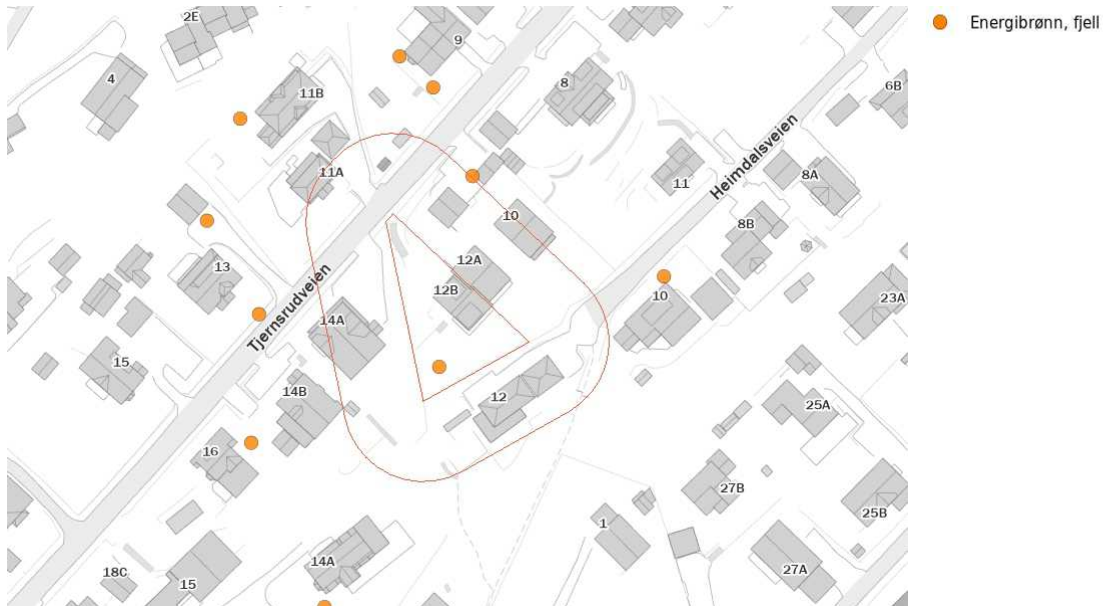 2E
9
Energibrønn, fjell
4
8
6B
11B
11A
11
8A
Heimdalsveien
10
8B
12A
13
12B
10
23A
Tjernsrudveien
14A
15
14B
12
25A
16
27B
25B
1
14A
27A
18C
15